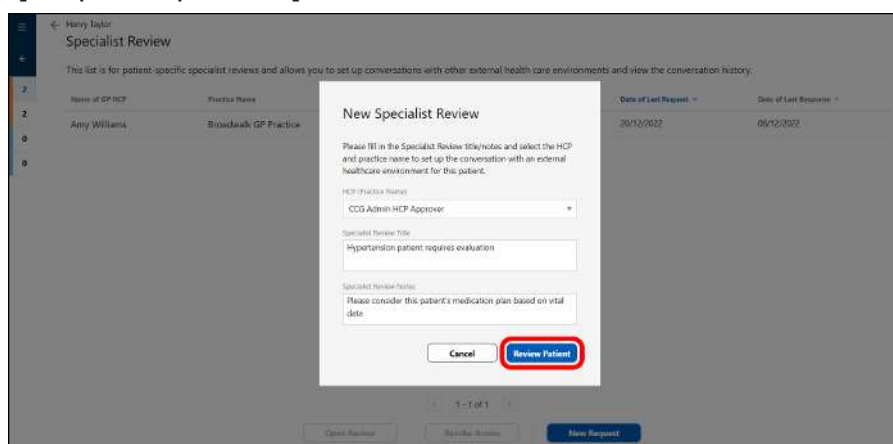 Henry Taylor
Specialist Review
This list is for patient-specific specialist reviews and allows you to set up conversations with other external health care environments and view the conversation history.
2
2
0
0
Name of GP HCP Practice Name Date of Last Request Date of Last Response
Amy Williams Broadwalk GP Practice 20/12/2022 06/12/2022
New Specialist Review
Please fill in the Specialist Review title/notes and select the HCP
and practice name to set up the conversation with an external
healthcare environment for this patient.
HCP (Practice Name)
CCG Admin HCP Approver
Specialist Review Title
Hypertension patient requires evaluation
Specialist Review Notes
Please consider this patient's medication plan based on vital
data
Cancel Review Patient
1 - 1 of 1
Open Review Revoke Access New Request